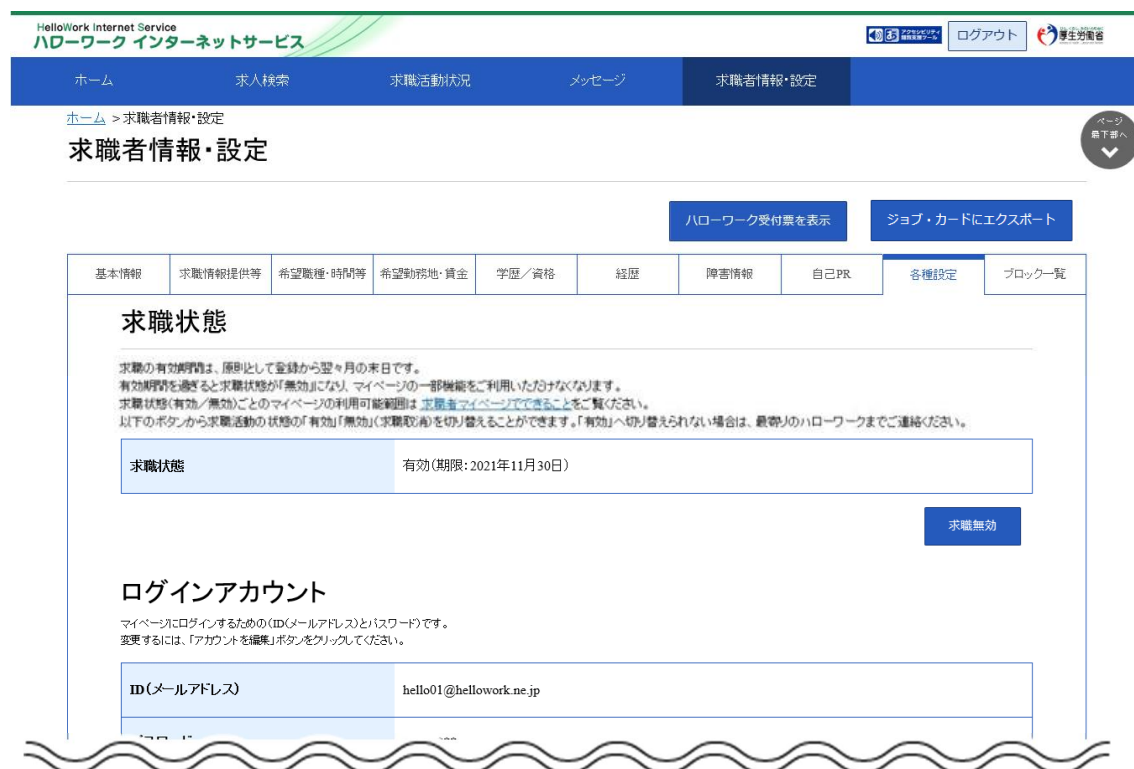 HelloWork Internet Service
ハローワーク インターネットサービス
アクセシビリティ
閲覧支援ツール
ログアウト
厚生労働省
ホーム
求人検索
求職活動状況
メッセージ
求職者情報・設定
ホーム > 求職者情報・設定
ページ
最下部へ
求職者情報・設定
ハローワーク受付票を表示
ジョブ・カードにエクスポート
基本情報
求職情報提供等
希望職種・時間等
希望勤務地・賃金
学歴／資格
経歴
障害情報
自己PR
各種設定
ブロック一覧
求職状態
求職の有効期間は、原則として登録から翌々月の末日です。
有効期間を過ぎると求職状態が「無効」になり、マイページの一部機能をご利用いただけなくなります。
求職状態(有効／無効)ごとのマイページの利用可能範囲は 求職者マイページでできることをご覧ください。
以下のボタンから求職活動の状態の「有効」「無効」(求職取消)を切り替えることができます。「有効」へ切り替えられない場合は、最寄りのハローワークまでご連絡ください。
求職状態
有効(期限：2021年11月30日)
求職無効
ログインアカウント
マイページにログインするための(ID(メールアドレス)とパスワード)です。
変更するには、「アカウントを編集」ボタンをクリックしてください。
ID(メールアドレス)
hello01@hellowork.ne.jp